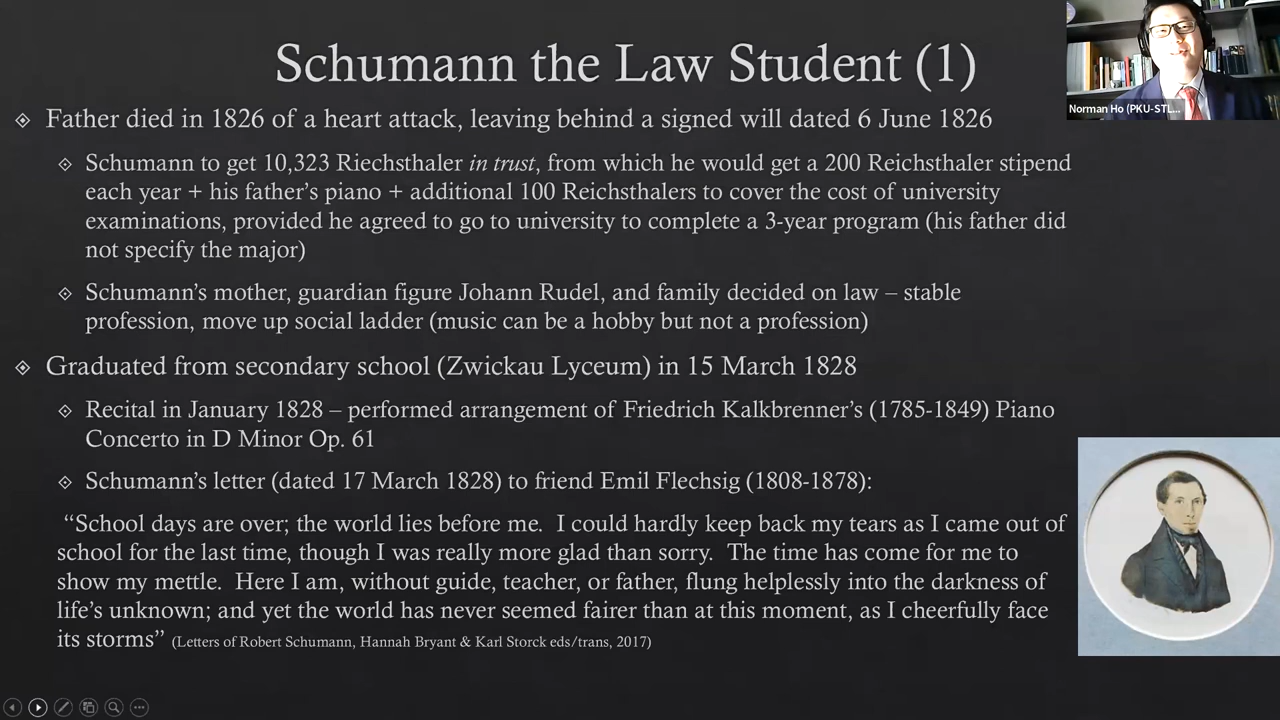 Schumann the Law Student (1)
Father died in 1826 of a heart attack, leaving behind a signed will dated 6 June 1826
Schumann to get 10,323 Riechsthaler in trust, from which he would get a 200 Reichsthaler stipend
each year + his father's piano + additional 100 Reichsthalers to cover the cost of university
examinations, provided he agreed to go to university to complete a 3-year program (his father did
not specify the major)
Schumann's mother, guardian figure Johann Rudel, and family decided on law – stable
profession, move up social ladder (music can be a hobby but not a profession)
Graduated from secondary school (Zwickau Lyceum) in 15 March 1828
Recital in January 1828 – performed arrangement of Friedrich Kalkbrenner's (1785-1849) Piano
Concerto in D Minor Op. 61
Schumann's letter (dated 17 March 1828) to friend Emil Flechsig (1808-1878):
“School days are over; the world lies before me. I could hardly keep back my tears as I came out of
school for the last time, though I was really more glad than sorry. The time has come for me to
show my mettle. Here I am, without guide, teacher, or father, flung helplessly into the darkness of
life's unknown; and yet the world has never seemed fairer than at this moment, as I cheerfully face
its storms” (Letters of Robert Schumann, Hannah Bryant & Karl Storck eds/trans, 2017)
Norman Ho (PKU-STL...